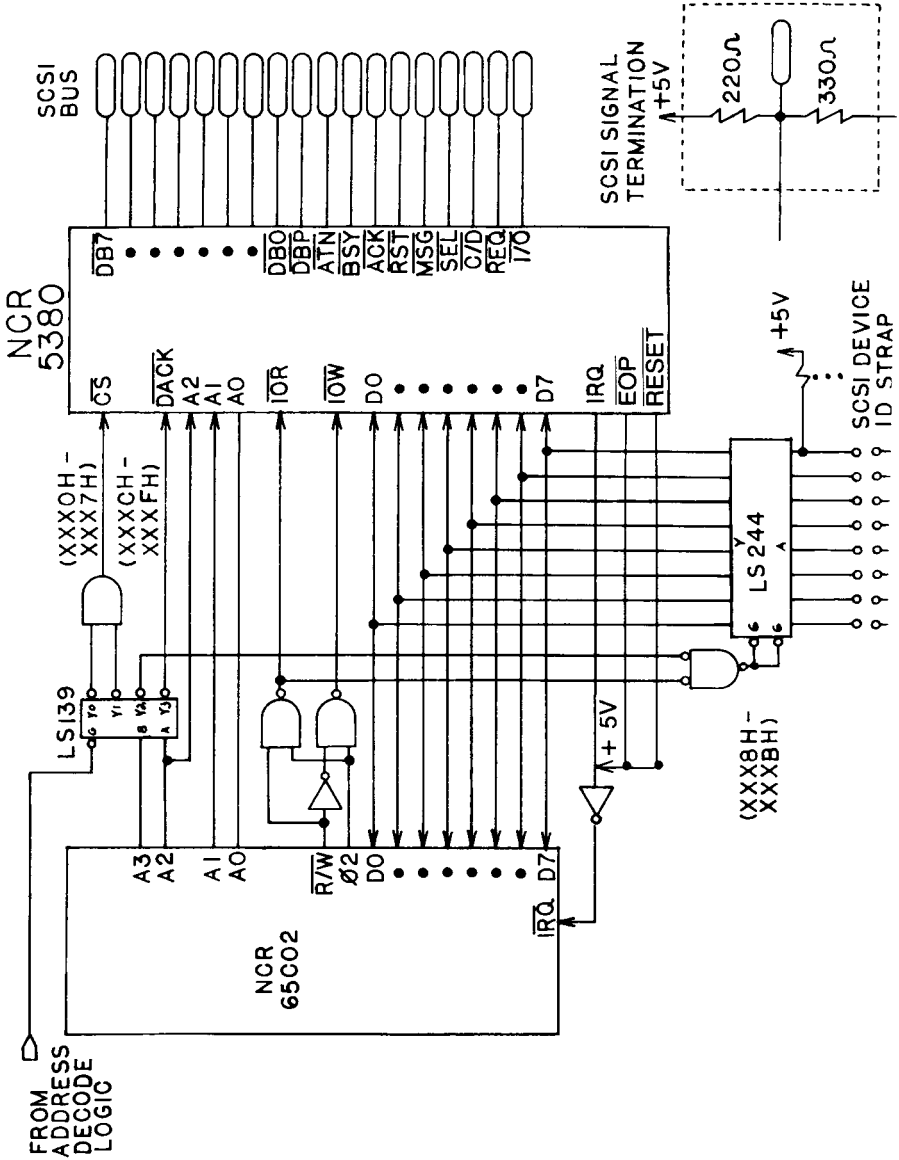 FROM
ADDRESS
DECODE
LOGIC
NCR
65C02
A3
A2
A1
A0
R/W
Ø2
D0
D7
IRQ
LS139
G Y0
Y1
B Y2
A Y3
(XXX0H-
XXX7H)
(XXXCH-
XXXFH)
(XXX8H-
XXXBH)
+5V
NCR
5380
CS
DACK
A2
A1
A0
IOR
IOW
D0
D7
IRQ
EOP
RESET
DB7
DB0
DBP
ATN
BSY
ACK
RST
MSG
SEL
C/D
REQ
I/O
SCSI
BUS
G
G
Y
LS244
A
+5V
SCSI DEVICE
ID STRAP
SCSI SIGNAL
TERMINATION
+5V
220Ω
330Ω